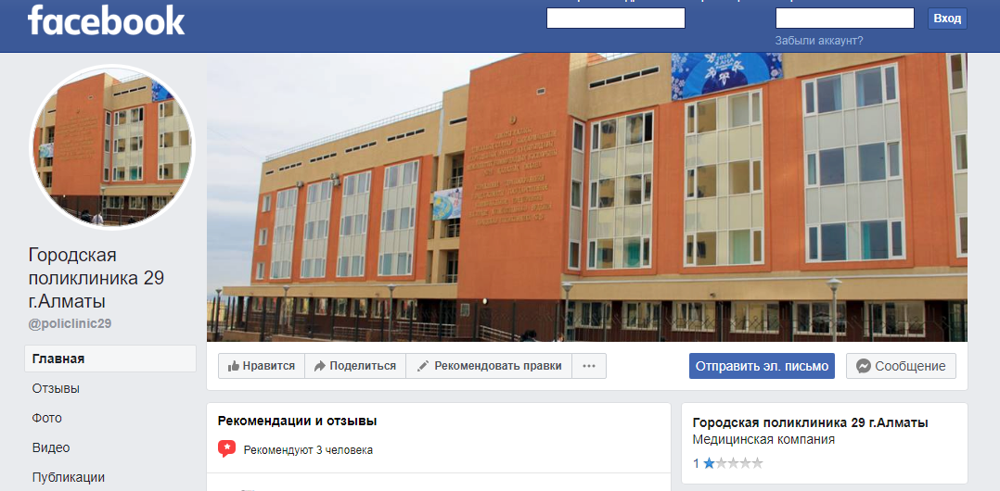 facebook
Вход
Забыли аккаунт?
Городская
поликлиника 29
г.Алматы
@policlinic29
Главная
Отзывы
Фото
Видео
Публикации
Нравится
Поделиться
Рекомендовать правки
Отправить эл. письмо
Сообщение
Рекомендации и отзывы
Рекомендуют 3 человека
Городская поликлиника 29 г.Алматы
Медицинская компания
1